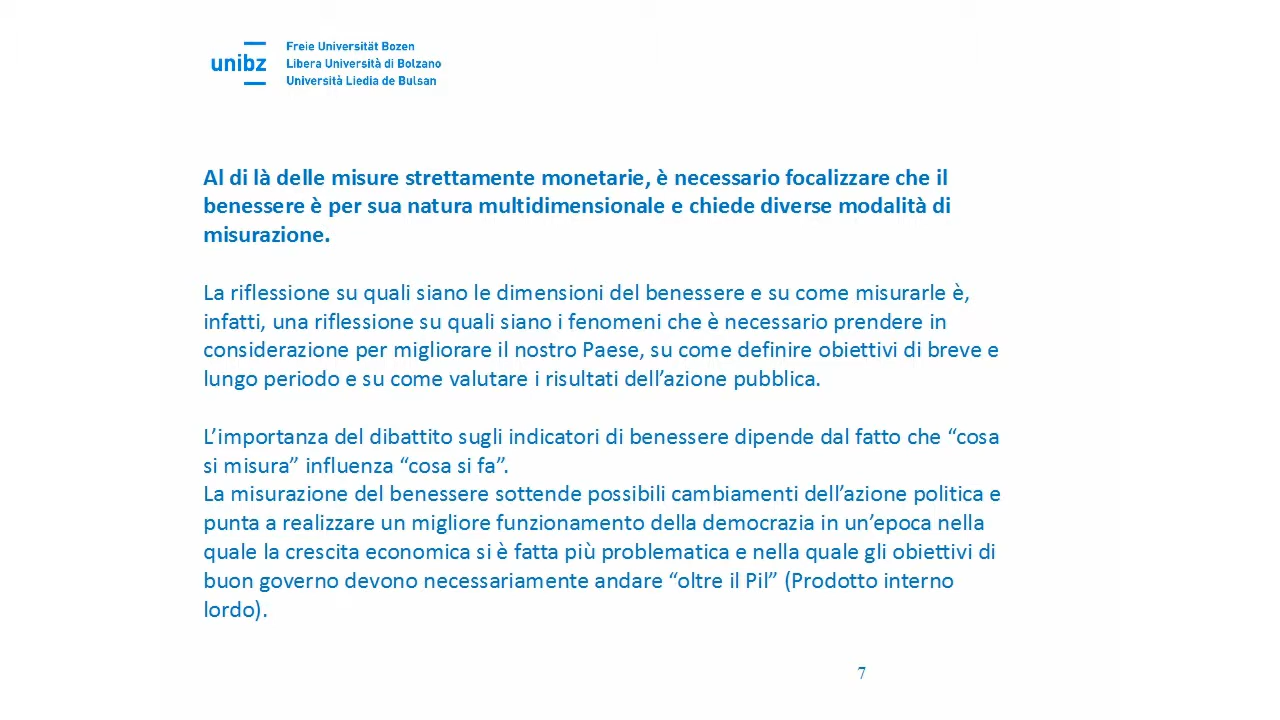 unibz
Freie Universität Bozen
Libera Università di Bolzano
Università Liedia de Bulsan
Al di là delle misure strettamente monetarie, è necessario focalizzare che il
benessere è per sua natura multidimensionale e chiede diverse modalità di
misurazione.
La riflessione su quali siano le dimensioni del benessere e su come misurarle è,
infatti, una riflessione su quali siano i fenomeni che è necessario prendere in
considerazione per migliorare il nostro Paese, su come definire obiettivi di breve e
lungo periodo e su come valutare i risultati dell’azione pubblica.
L’importanza del dibattito sugli indicatori di benessere dipende dal fatto che “cosa
si misura” influenza “cosa si fa”.
La misurazione del benessere sottende possibili cambiamenti dell’azione politica e
punta a realizzare un migliore funzionamento della democrazia in un’epoca nella
quale la crescita economica si è fatta più problematica e nella quale gli obiettivi di
buon governo devono necessariamente andare “oltre il Pil” (Prodotto interno
lordo).
7